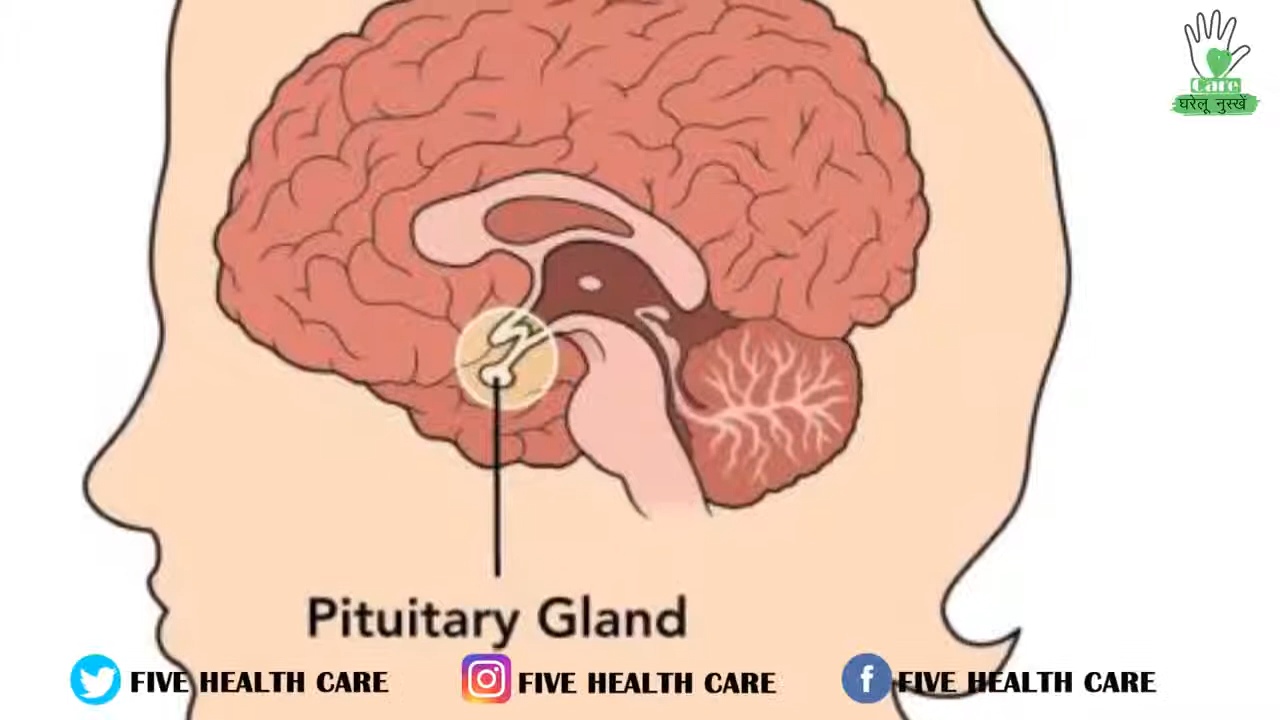 Care
घरेलू नुस्खें
Pituitary Gland
FIVE HEALTH CARE
FIVE HEALTH CARE
FIVE HEALTH CARE